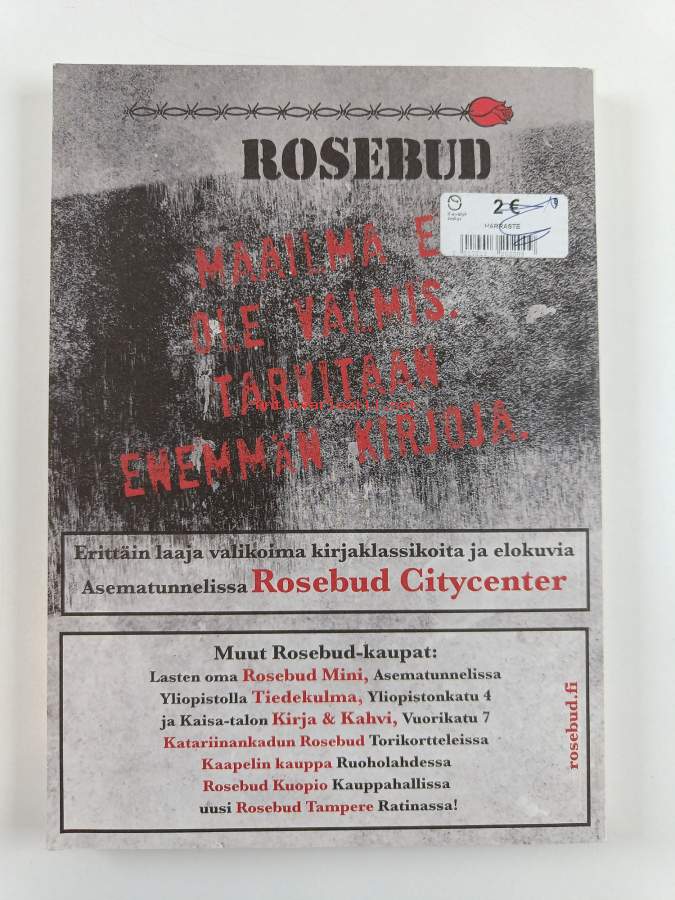 ROSEBUD
2 €
HARRASTE
MAAILMA E
OLE VALMIS.
TARVITAAN
ENEMMÄN KIRJOJA.
Erittäin laaja valikoima kirjaklassikoita ja elokuvia
Asematunnelissa Rosebud Citycenter
Muut Rosebud-kaupat:
Lasten oma Rosebud Mini, Asematunnelissa
Yliopistolla Tiedekulma, Yliopistonkatu 4
ja Kaisa-talon Kirja & Kahvi, Vuorikatu 7
Katariinankadun Rosebud Torikortteleissa
Kaapelin kauppa Ruoholahdessa
Rosebud Kuopio Kauppahallissa
uusi Rosebud Tampere Ratinassa!
rosebud.fi